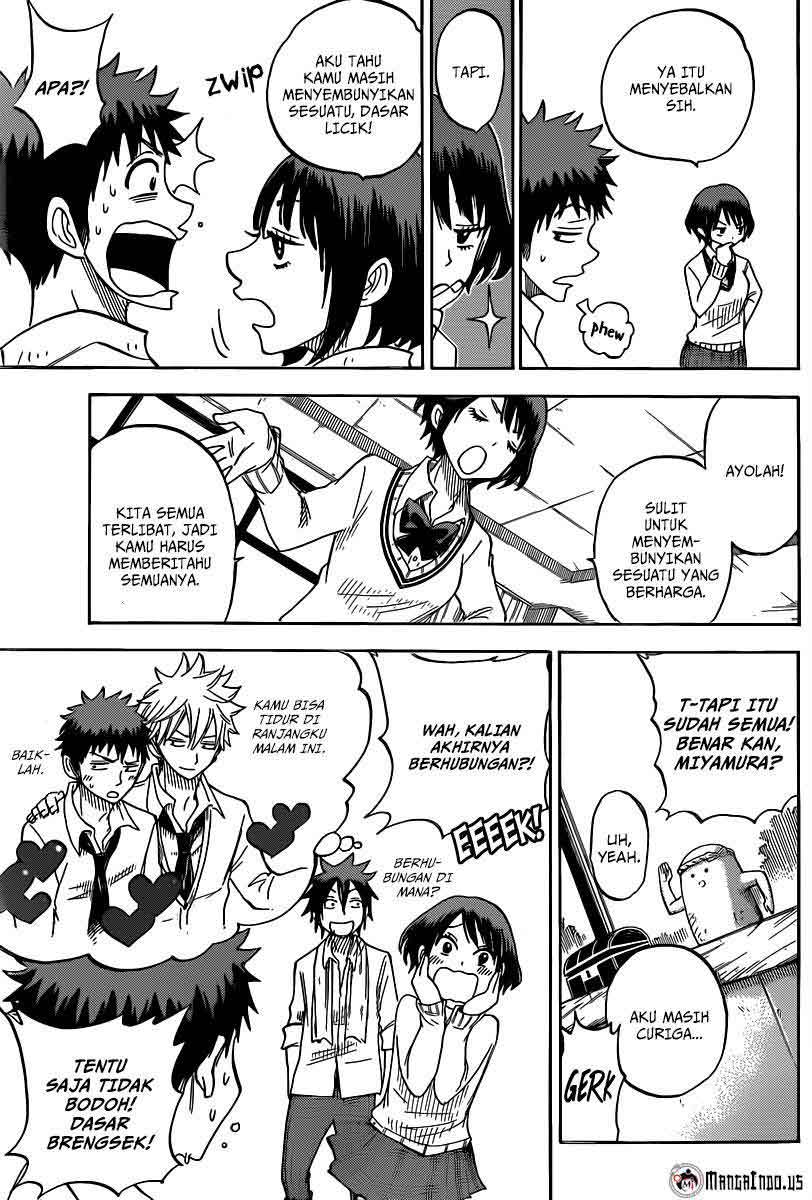 YA ITU
MENYEBALKAN
SIH.
phew
TAPI.
AKU TAHU
KAMU MASIH
MENYEMBUNYIKAN
SESUATU, DASAR
LICIK!
ZWIP
APA?!
AYOLAH!
SULIT
UNTUK
MENYEM-
BUNYIKAN
SESUATU YANG
BERHARGA.
KITA SEMUA
TERLIBAT, JADI
KAMU HARUS
MEMBERITAHU
SEMUANYA.
T-TAPI ITU
SUDAH SEMUA!
BENAR KAN,
MIYAMURA?
UH,
YEAH.
AKU MASIH
CURIGA...
GERK
WAH, KALIAN
AKHIRNYA
BERHUBUNGAN?!
EEEEK!
BERHU-
BUNGAN DI
MANA?
KAMU BISA
TIDUR DI
RANJANGKU
MALAM INI.
BAIK-
LAH.
TENTU
SAJA TIDAK
BODOH!
DASAR
BRENGSEK!
MI
MANGAINDO.US